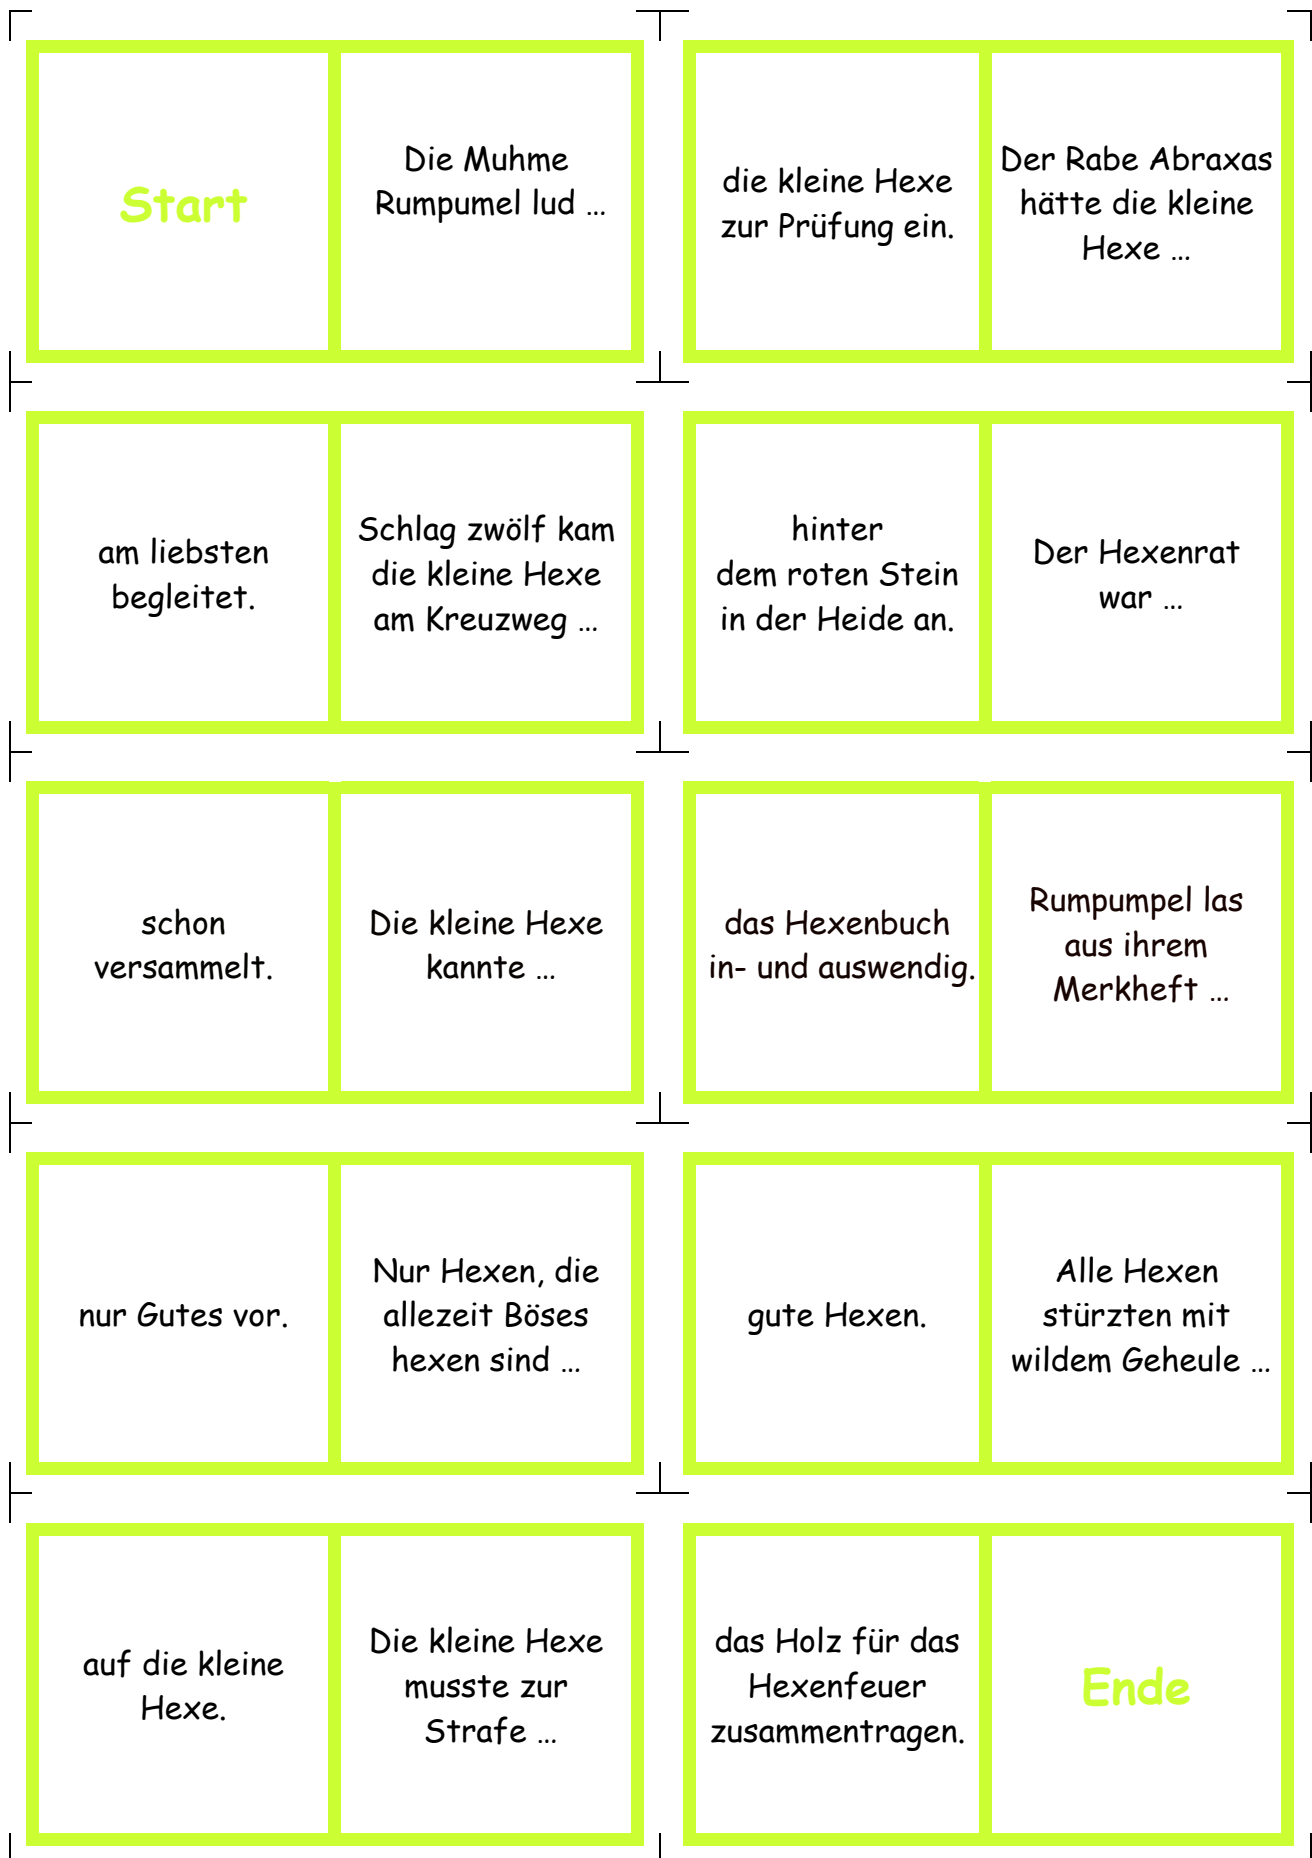 Start
Die Muhme
Rumpumel lud ...
die kleine Hexe
zur Prüfung ein.
Der Rabe Abraxas
hätte die kleine
Hexe ...
am liebsten
begleitet.
Schlag zwölf kam
die kleine Hexe
am Kreuzweg ...
hinter
dem roten Stein
in der Heide an.
Der Hexenrat
war ...
schon
versammelt.
Die kleine Hexe
kannte ...
das Hexenbuch
in- und auswendig.
Rumpumpel las
aus ihrem
Merkheft ...
nur Gutes vor.
Nur Hexen, die
allezeit Böses
hexen sind ...
gute Hexen.
Alle Hexen
stürzten mit
wildem Geheule ...
auf die kleine
Hexe.
Die kleine Hexe
musste zur
Strafe ...
das Holz für das
Hexenfeuer
zusammentragen.
Ende